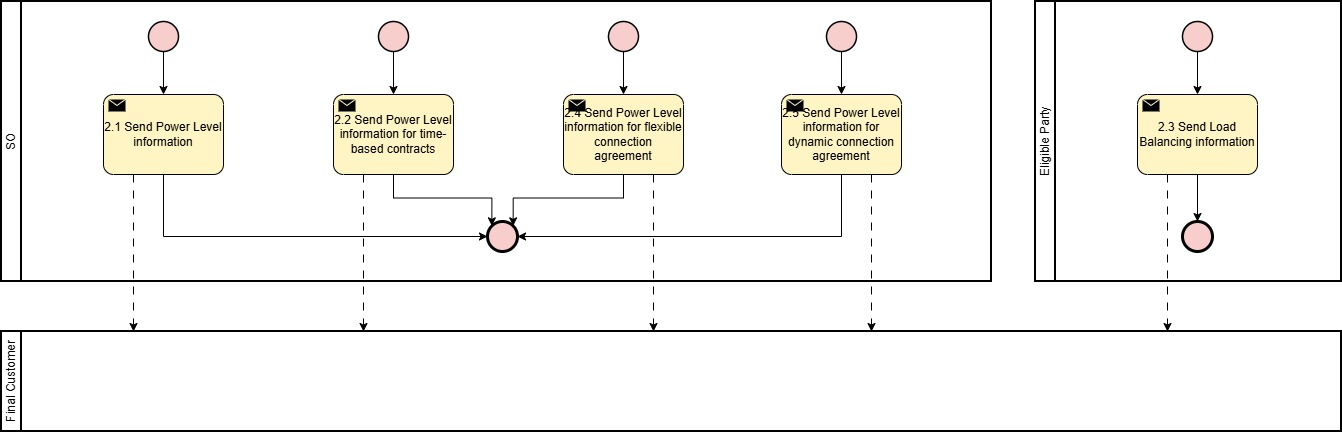 SO
2.1 Send Power Level
information
2.2 Send Power Level
information for time-
based contracts
2.4 Send Power Level
information for flexible
connection
agreement
2.5 Send Power Level
information for
dynamic connection
agreement
Eligible Party
2.3 Send Load
Balancing information
Final Customer